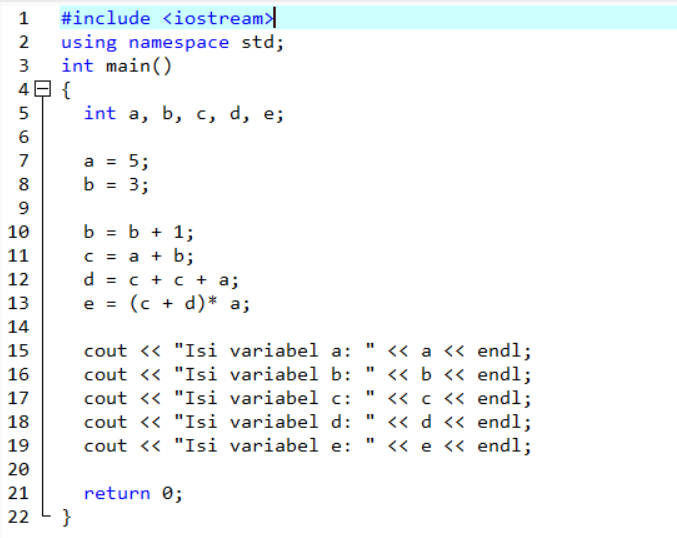 1 #include <iostream>
2 using namespace std;
3 int main()
4 {
5 int a, b, c, d, e;
6
7 a = 5;
8 b = 3;
9
10 b = b + 1;
11 c = a + b;
12 d = c + c + a;
13 e = (c + d)* a;
14
15 cout << "Isi variabel a: " << a << endl;
16 cout << "Isi variabel b: " << b << endl;
17 cout << "Isi variabel c: " << c << endl;
18 cout << "Isi variabel d: " << d << endl;
19 cout << "Isi variabel e: " << e << endl;
20
21 return 0;
22 }